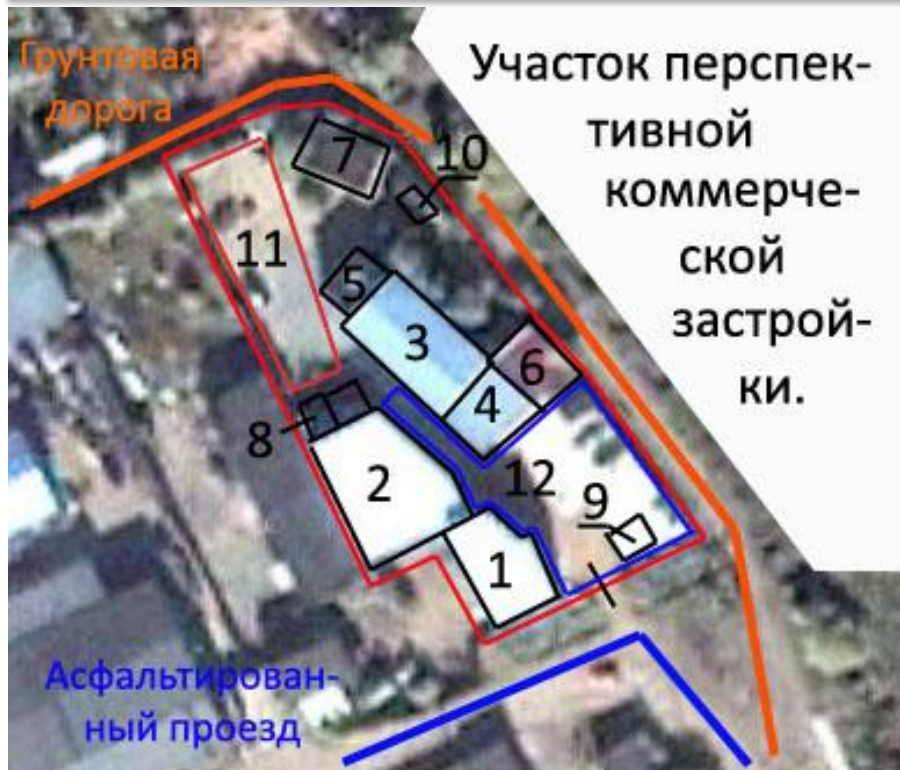 Грунтовая
дорога
Участок перспек-
тивной
коммерче-
ской
застрой-
ки.
7
10
11
5
3
6
4
8
2
12
9
1
Асфальтирован-
ный проезд